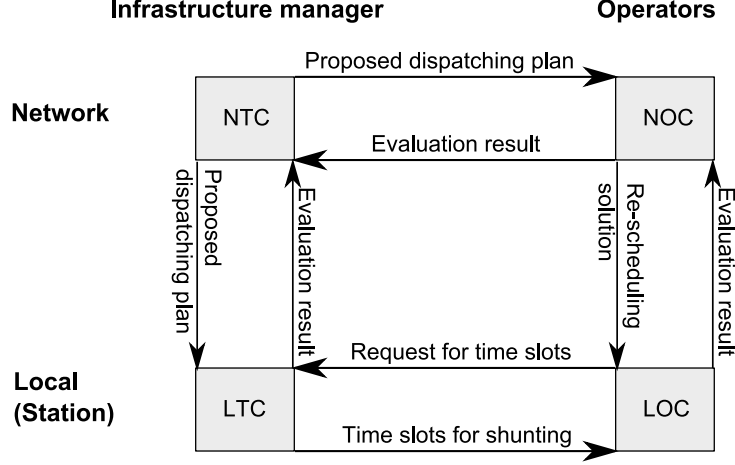 Infrastructure manager
Operators
Proposed dispatching plan
Network
NTC
NOC
Evaluation result
Proposed
dispatching plan
Evaluation result
Re-scheduling
solution
Evaluation result
Request for time slots
Local
(Station)
LTC
LOC
Time slots for shunting